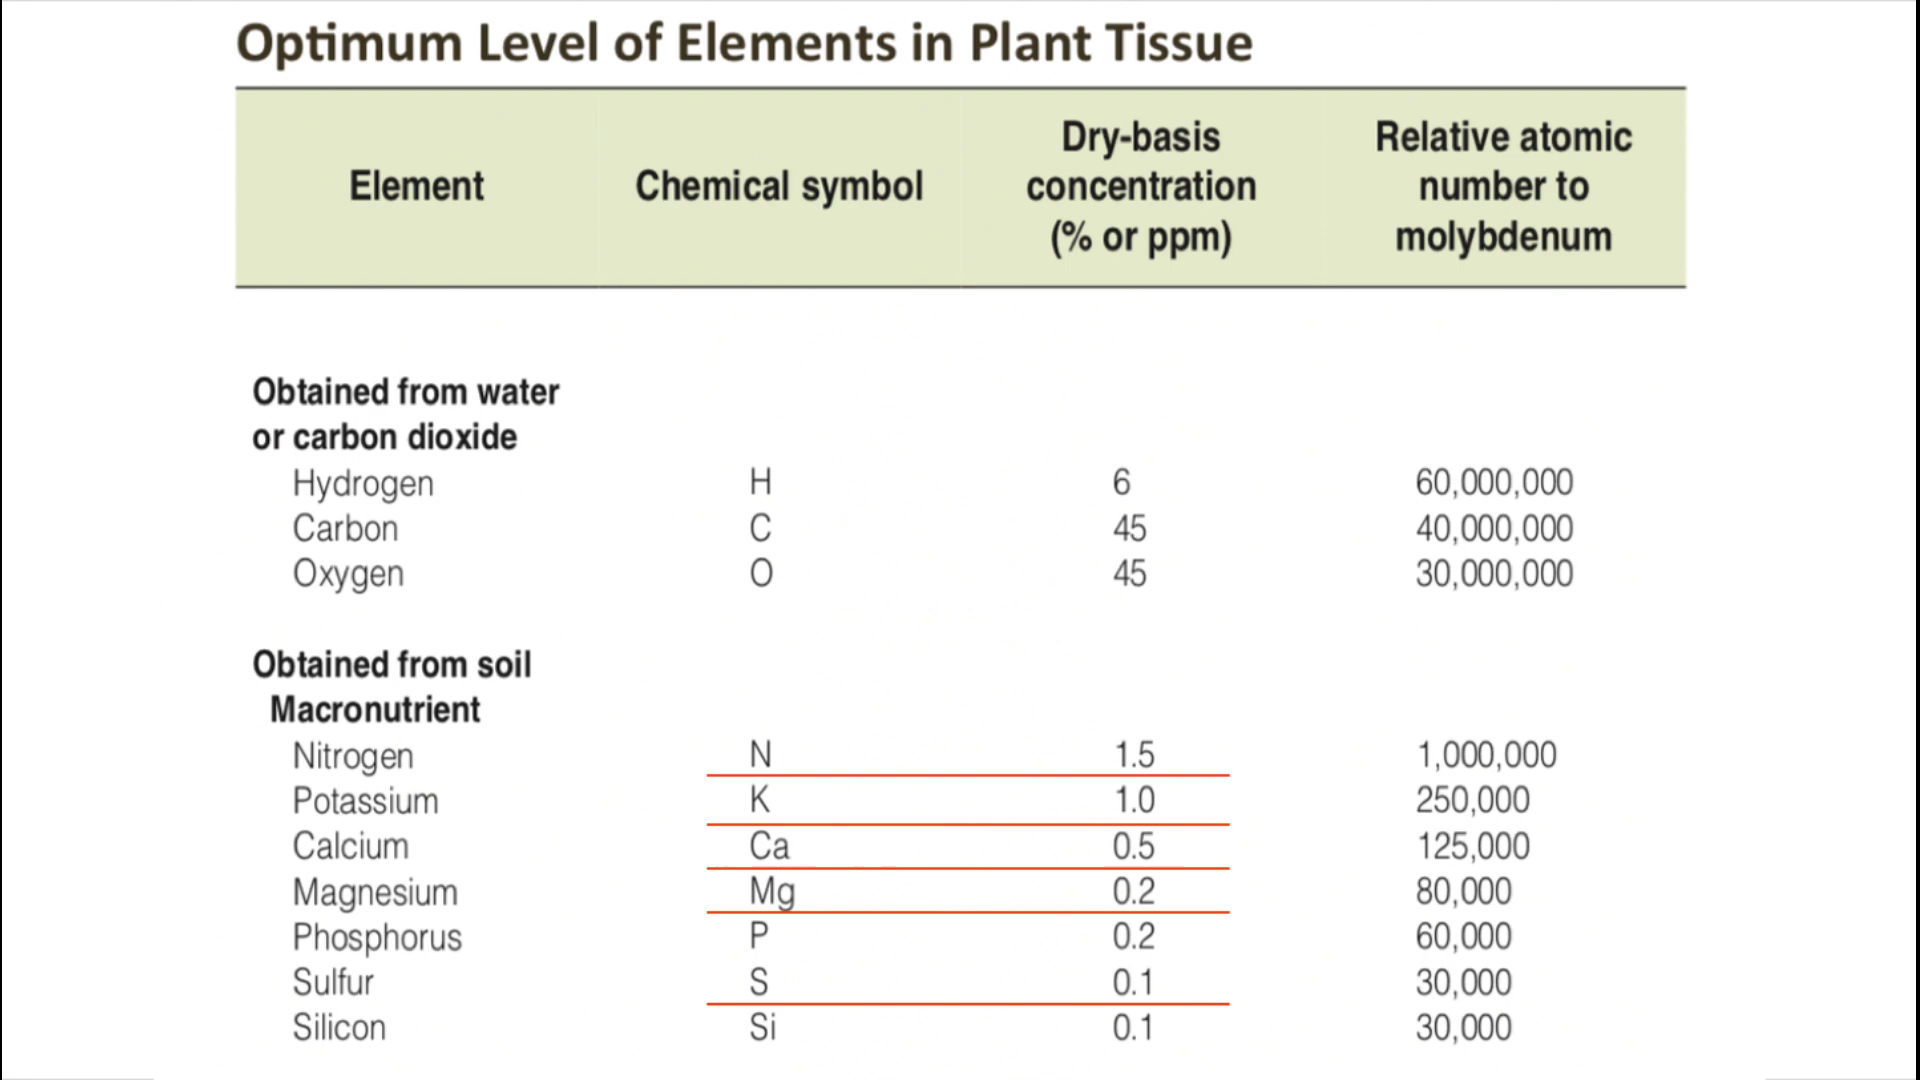 Optimum Level of Elements in Plant Tissue
Element Chemical symbol Dry-basis concentration (% or ppm) Relative atomic number to molybdenum
Obtained from water
or carbon dioxide
Hydrogen H 6 60,000,000
Carbon C 45 40,000,000
Oxygen O 45 30,000,000
Obtained from soil
Macronutrient
Nitrogen N 1.5 1,000,000
Potassium K 1.0 250,000
Calcium Ca 0.5 125,000
Magnesium Mg 0.2 80,000
Phosphorus P 0.2 60,000
Sulfur S 0.1 30,000
Silicon Si 0.1 30,000